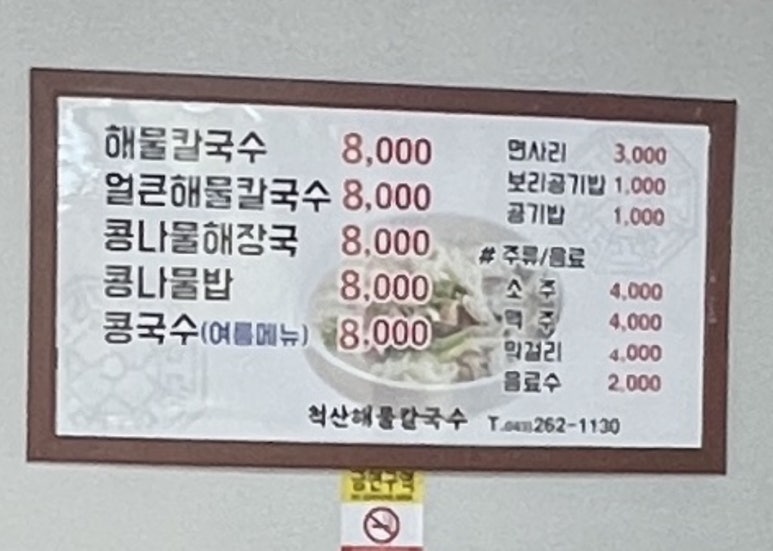 해물칼국수 8,000
얼큰해물칼국수 8,000
콩나물해장국 8,000
콩나물밥 8,000
콩국수(여름메뉴) 8,000
면사리 3,000
보리공기밥 1,000
공기밥 1,000
# 주류/음료
소 주 4,000
맥 주 4,000
막걸리 4,000
음료수 2,000
척산해물칼국수 T.(043)262-1130
금연구역